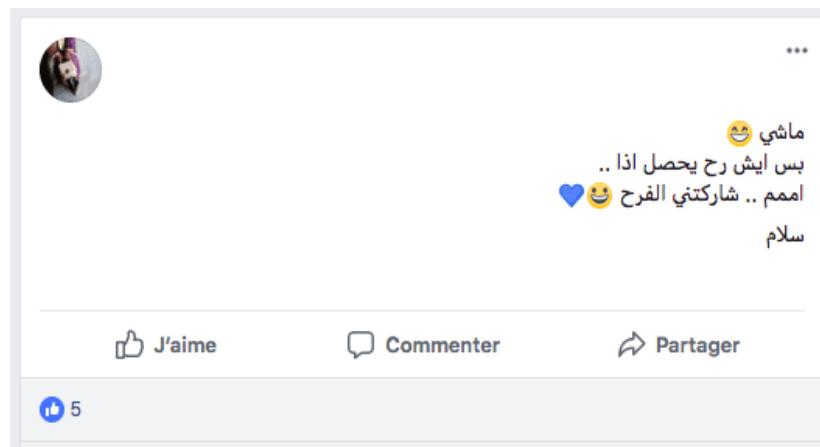 ماشي 😁
بس ايش رح يحصل اذا ..
اممم .. شاركتني الفرح 😀💙
سلام
J'aime
Commenter
Partager
5